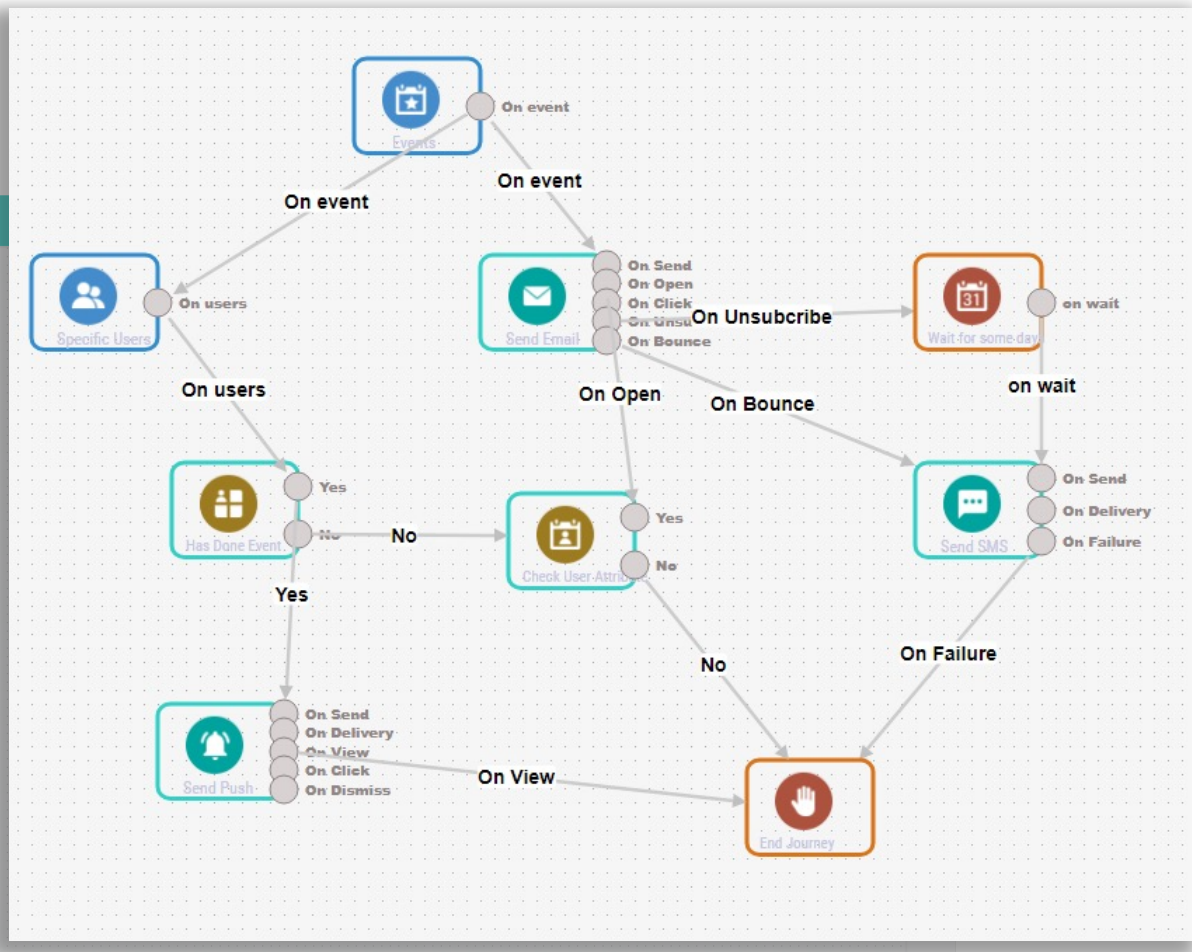 On event
Events
On event
On event
On Send
On Open
On users
On Click
on wait
On Unsubcribe
On Unsu
Specific Users
Send Email
On Bounce
Wait for some day
On users
On Open
On Bounce
on wait
Yes
On Send
On Delivery
Yes
No
No
Has Done Event
On Failure
Send SMS
No
Check User Attrib
Yes
On Failure
No
On Send
On Delivery
On View
On Click
On View
Send Push
On Dismiss
End Journey
31